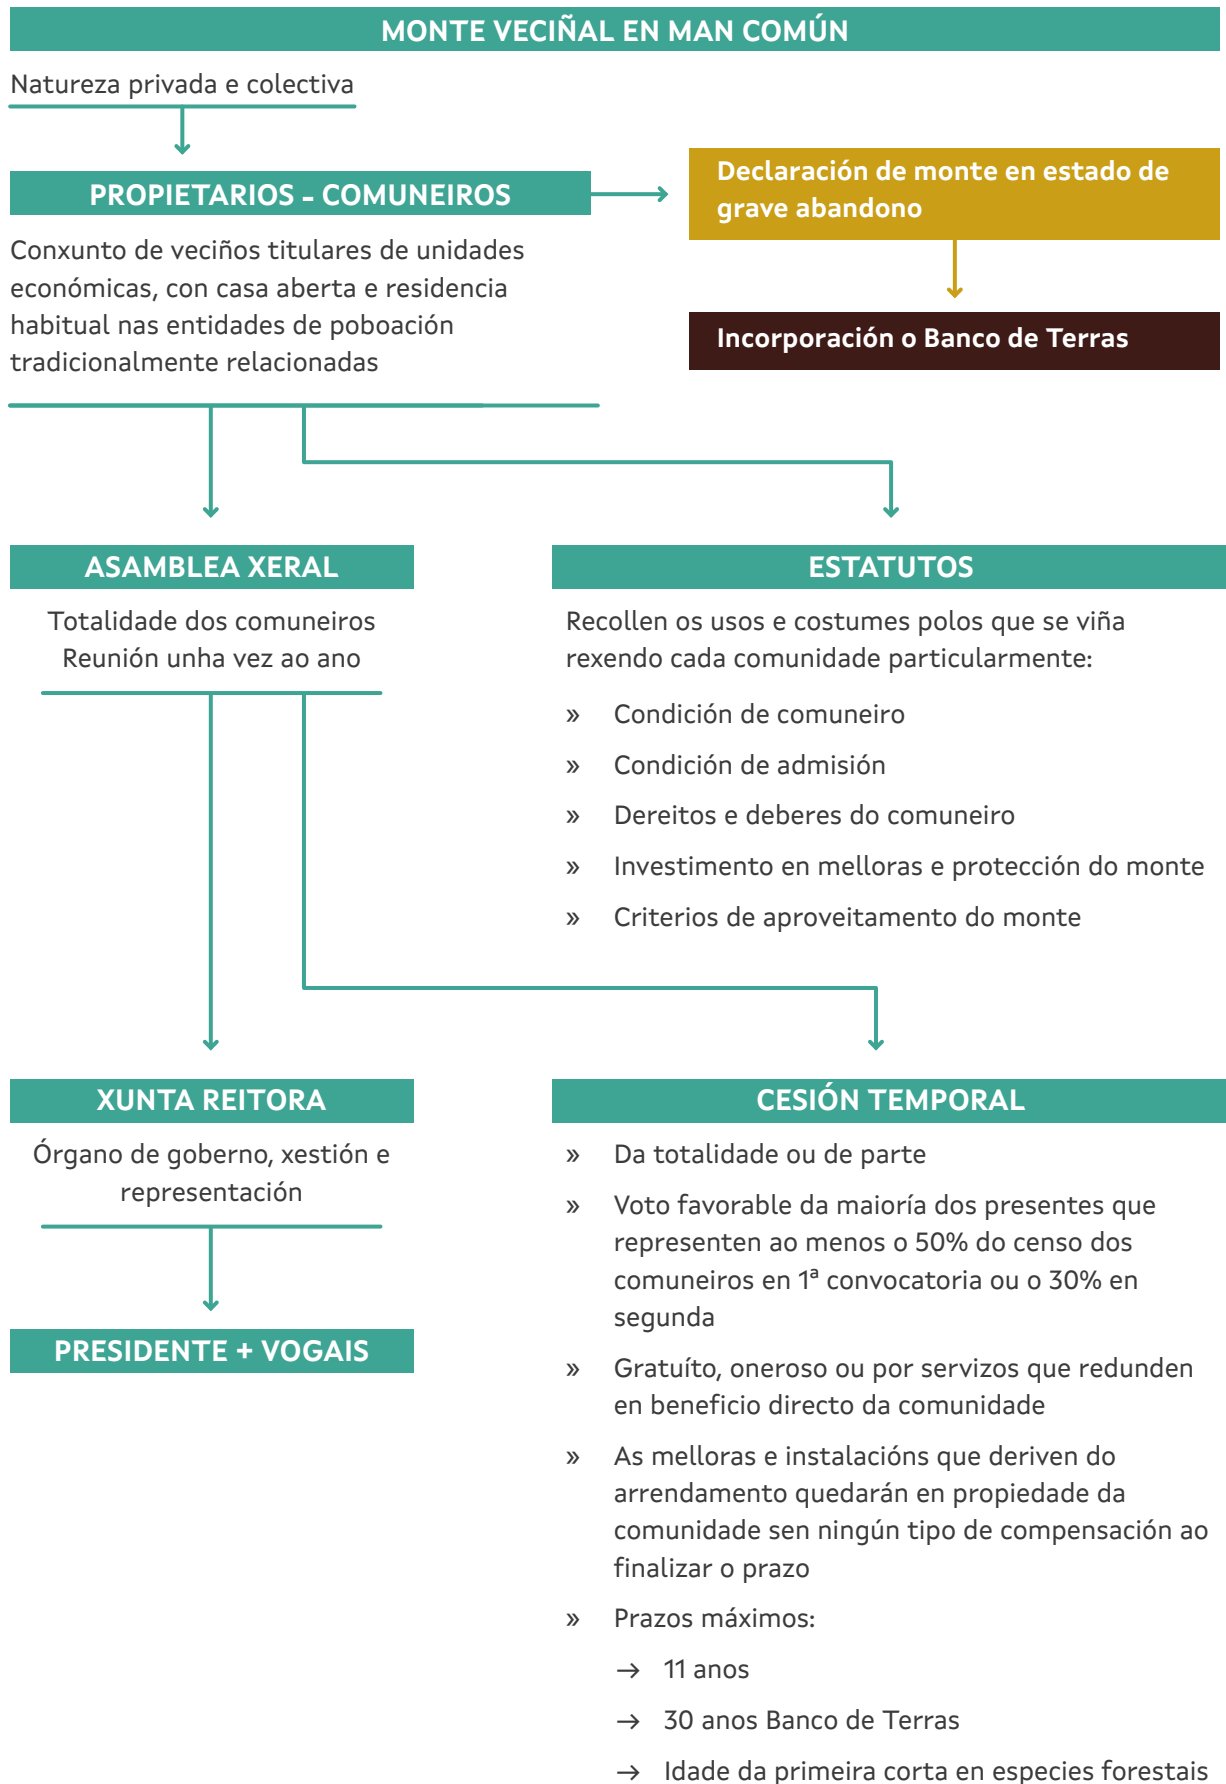 MONTE VECIÑAL EN MAN COMÚN
Natureza privada e colectiva
PROPIETARIOS - COMUNEIROS
Conxunto de veciños titulares de unidades
económicas, con casa aberta e residencia
habitual nas entidades de poboación
tradicionalmente relacionadas
Declaración de monte en estado de
grave abandono
Incorporación o Banco de Terras
ASAMBLEA XERAL
Totalidade dos comuneiros
Reunión unha vez ao ano
ESTATUTOS
Recollen os usos e costumes polos que se viña
rexendo cada comunidade particularmente:
» Condición de comuneiro
» Condición de admisión
» Dereitos e deberes do comuneiro
» Investimento en melloras e protección do monte
» Criterios de aproveitamento do monte
XUNTA REITORA
Órgano de goberno, xestión e
representación
PRESIDENTE + VOGAIS
CESIÓN TEMPORAL
» Da totalidade ou de parte
» Voto favorable da maioría dos presentes que
representen ao menos o 50% do censo dos
comuneiros en 1ª convocatoria ou o 30% en
segunda
» Gratuíto, oneroso ou por servizos que redunden
en beneficio directo da comunidade
» As melloras e instalacións que deriven do
arrendamento quedarán en propiedade da
comunidade sen ningún tipo de compensación ao
finalizar o prazo
» Prazos máximos:
→ 11 anos
→ 30 anos Banco de Terras
→ Idade da primeira corta en especies forestais